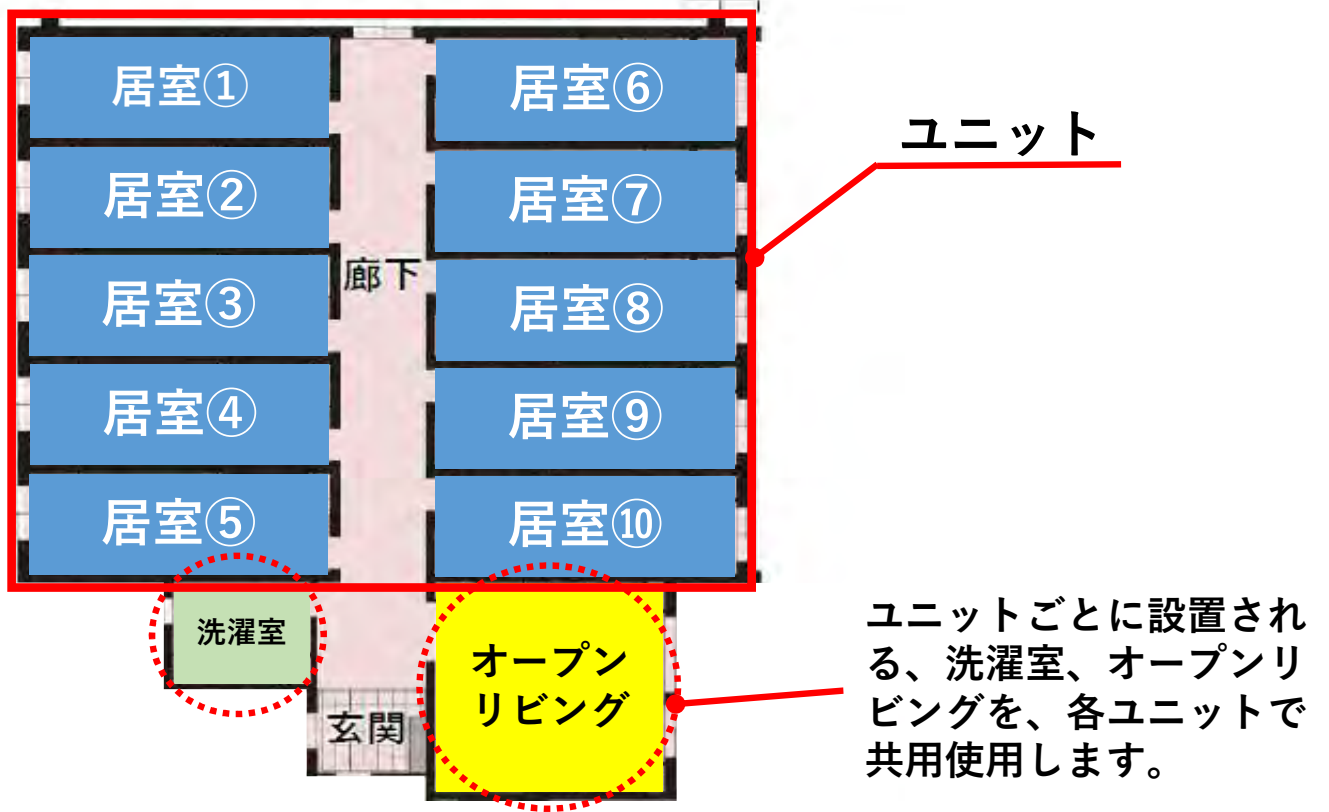 居室①
居室②
居室③
居室④
居室⑤
廊下
居室⑥
居室⑦
居室⑧
居室⑨
居室⑩
ユニット
洗濯室
オープン
リビング
玄関
ユニットごとに設置され
る、洗濯室、オープンリ
ビングを、各ユニットで
共用使用します。